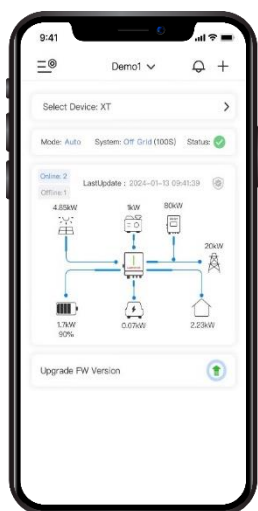 9:41
Demo1
Select Device: XT
Mode: Auto System: Off Grid (100S) Status:
Online: 2
Offline: 1
LastUpdate : 2024-01-13 09:41:39
4.85kW
1kW
80kW
20kW
1.7kW
90%
0.07kW
2.23kW
Upgrade FW Version